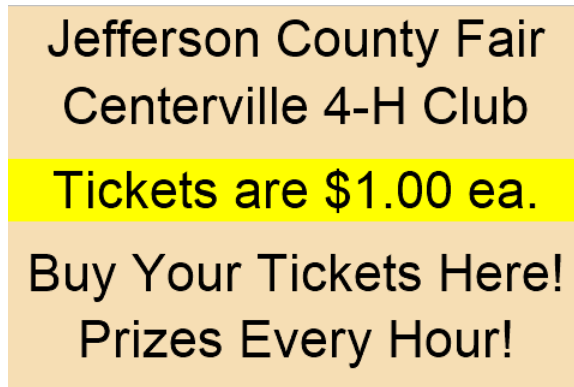 Jefferson County Fair
Centerville 4-H Club
Tickets are $1.00 ea.
Buy Your Tickets Here!
Prizes Every Hour!